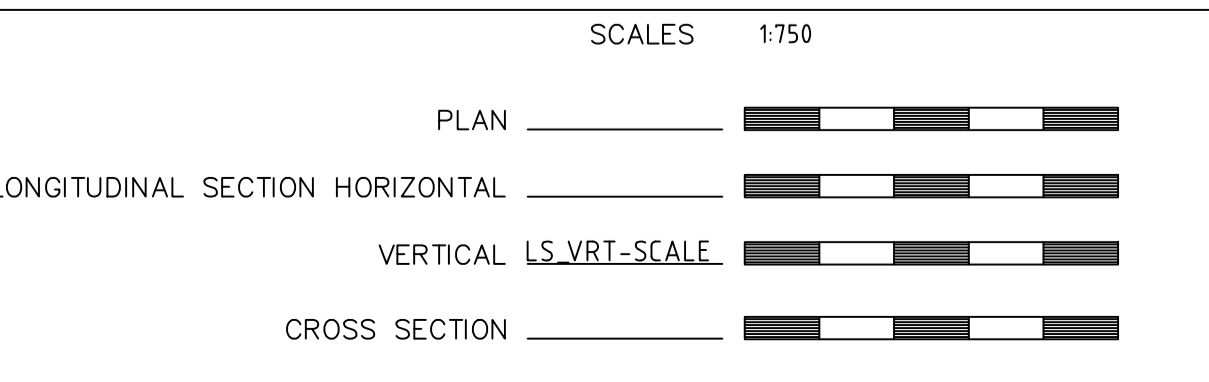 SCALES 1:750
PLAN
LONGITUDINAL SECTION HORIZONTAL
VERTICAL LS_VRT-SCALE
CROSS SECTION